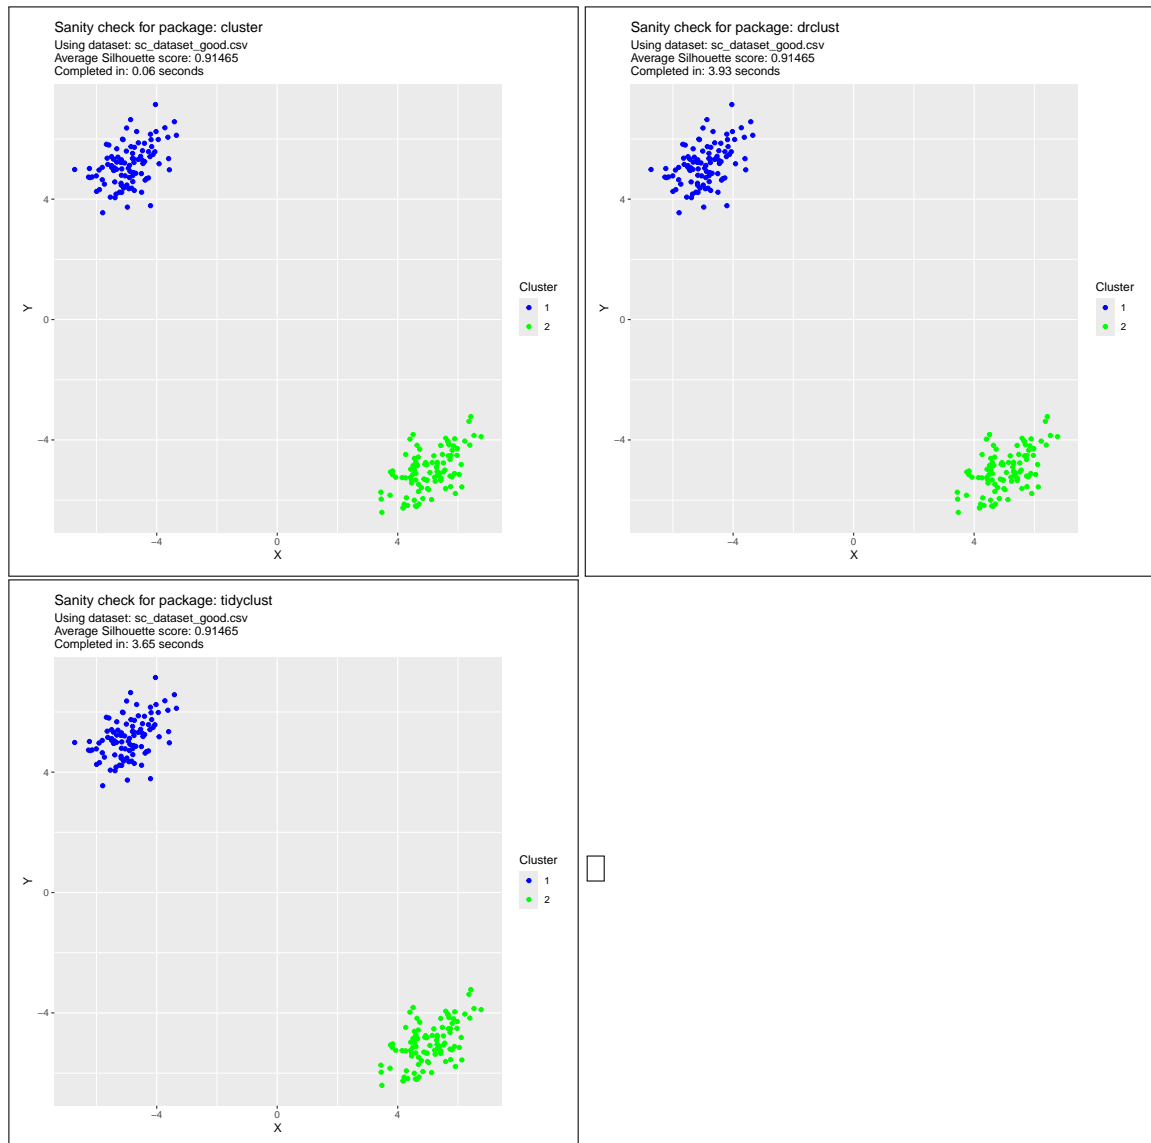 Sanity check for package: cluster
Using dataset: sc_dataset_good.csv
Average Silhouette score: 0.91465
Completed in: 0.06 seconds
4
0
−4
Y
−4 0 4
X
Cluster
1
2
Sanity check for package: drclust
Using dataset: sc_dataset_good.csv
Average Silhouette score: 0.91465
Completed in: 3.93 seconds
4
0
−4
Y
−4 0 4
X
Cluster
1
2
Sanity check for package: tidyclust
Using dataset: sc_dataset_good.csv
Average Silhouette score: 0.91465
Completed in: 3.65 seconds
4
0
−4
Y
−4 0 4
X
Cluster
1
2